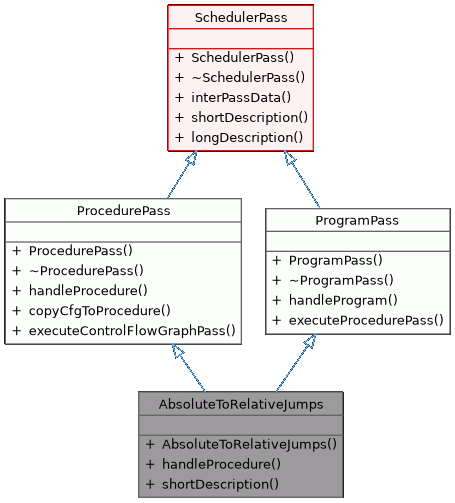 SchedulerPass
+ SchedulerPass()
+ ~SchedulerPass()
+ interPassData()
+ shortDescription()
+ longDescription()
ProcedurePass
+ ProcedurePass()
+ ~ProcedurePass()
+ handleProcedure()
+ copyCfgToProcedure()
+ executeControlFlowGraphPass()
ProgramPass
+ ProgramPass()
+ ~ProgramPass()
+ handleProgram()
+ executeProcedurePass()
AbsoluteToRelativeJumps
+ AbsoluteToRelativeJumps()
+ handleProcedure()
+ shortDescription()